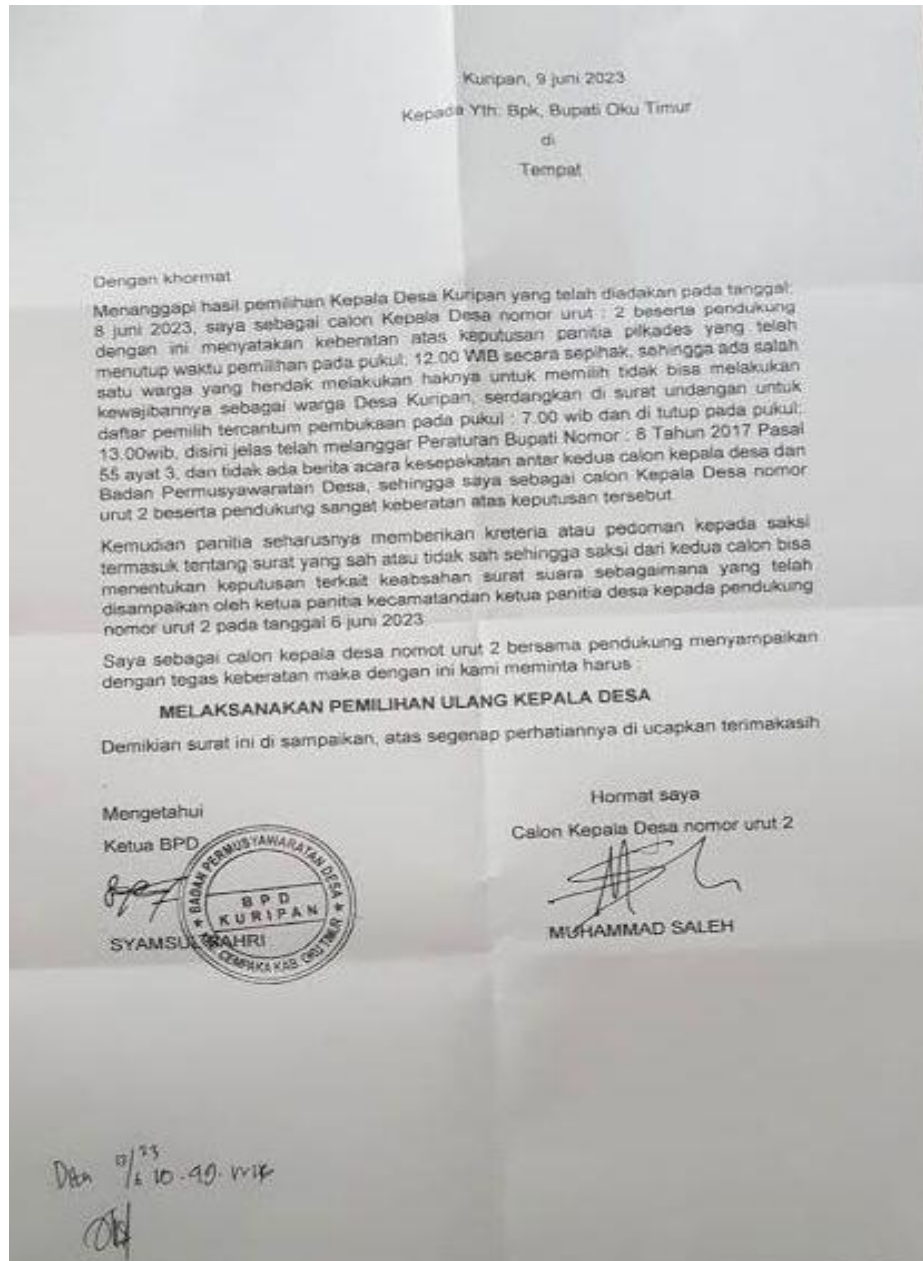 Kuripan, 9 juni 2023
Kepada Yth: Bpk, Bupati Oku Timur
di
Tempat
Dengan khormat
Menanggapi hasil pemilihan Kepala Desa Kuripan yang telah diadakan pada tanggal;
8 juni 2023, saya sebagai calon Kepala Desa nomor urut : 2 beserta pendukung
dengan ini menyatakan keberatan atas keputusan panitia pilkades yang telah
menutup waktu pemilihan pada pukul; 12.00 WIB secara sepihak, sehingga ada salah
satu warga yang hendak melakukan haknya untuk memilih tidak bisa melakukan
kewajibannya sebagai warga Desa Kuripan, serdangkan di surat undangan untuk
daftar pemilih tercantum pembukaan pada pukul : 7.00 wib dan di tutup pada pukul;
13.00wib, disini jelas telah melanggar Peraturan Bupati Nomor : 8 Tahun 2017 Pasal
55 ayat 3, dan tidak ada berita acara kesepakatan antar kedua calon kepala desa dan
Badan Permusyawaratan Desa, sehingga saya sebagai calon Kepala Desa nomor
urut 2 beserta pendukung sangat keberatan atas keputusan tersebut.
Kemudian panitia seharusnya memberikan kreteria atau pedoman kepada saksi
termasuk tentang surat yang sah atau tidak sah sehingga saksi dari kedua calon bisa
menentukan keputusan terkait keabsahan surat suara sebagaimana yang telah
disampaikan oleh ketua panitia kecamatandan ketua panitia desa kepada pendukung
nomor urut 2 pada tanggal 6 juni 2023
Saya sebagai calon kepala desa nomot urut 2 bersama pendukung menyampaikan
dengan tegas keberatan maka dengan ini kami meminta harus :
MELAKSANAKAN PEMILIHAN ULANG KEPALA DESA
Demikian surat ini di sampaikan, atas segenap perhatiannya di ucapkan terimakasih
.
Mengetahui
Ketua BPD
BADAN PERMUSYAWARATAN DESA
BPD
KURIPAN
CEMPAKA KAB. OKU TIMUR
SYAMSUL BAHRI
Hormat saya
Calon Kepala Desa nomor urut 2
MUHAMMAD SALEH